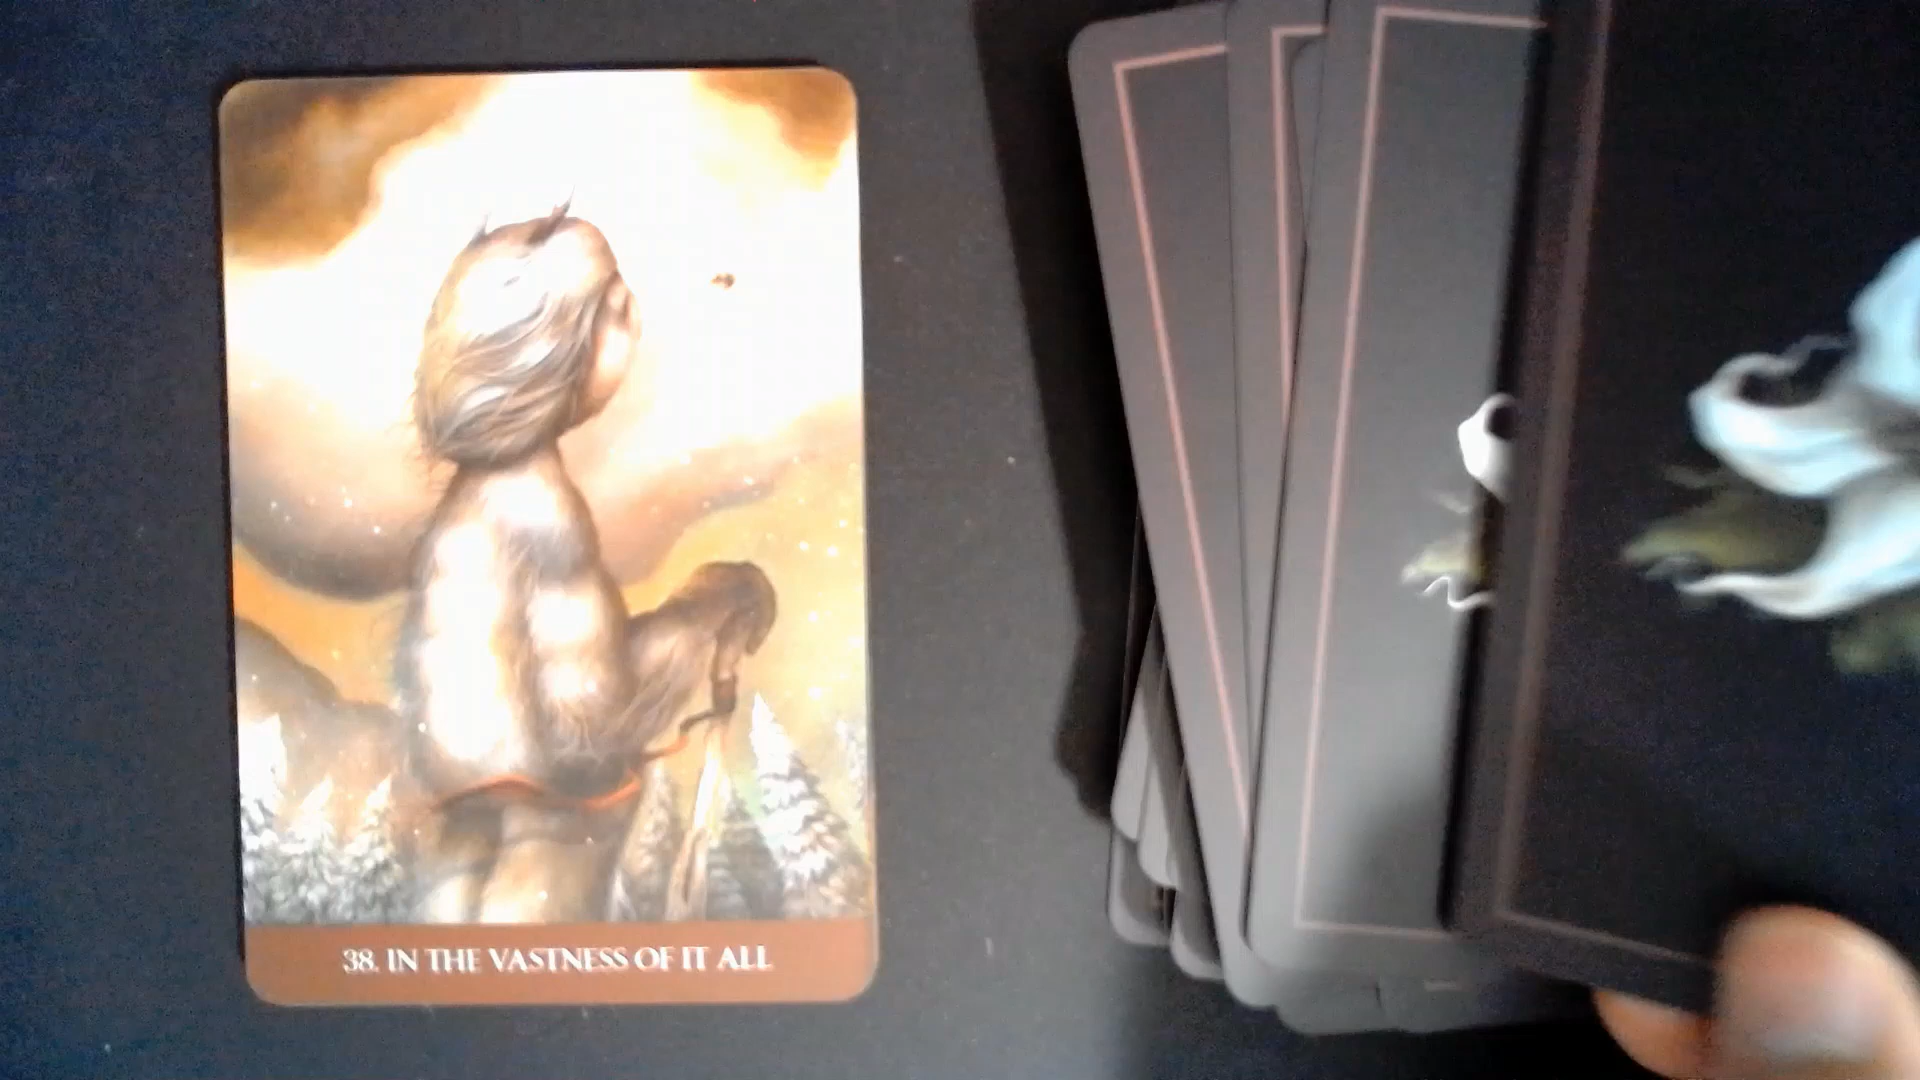 38. IN THE VASTNESS OF IT ALL